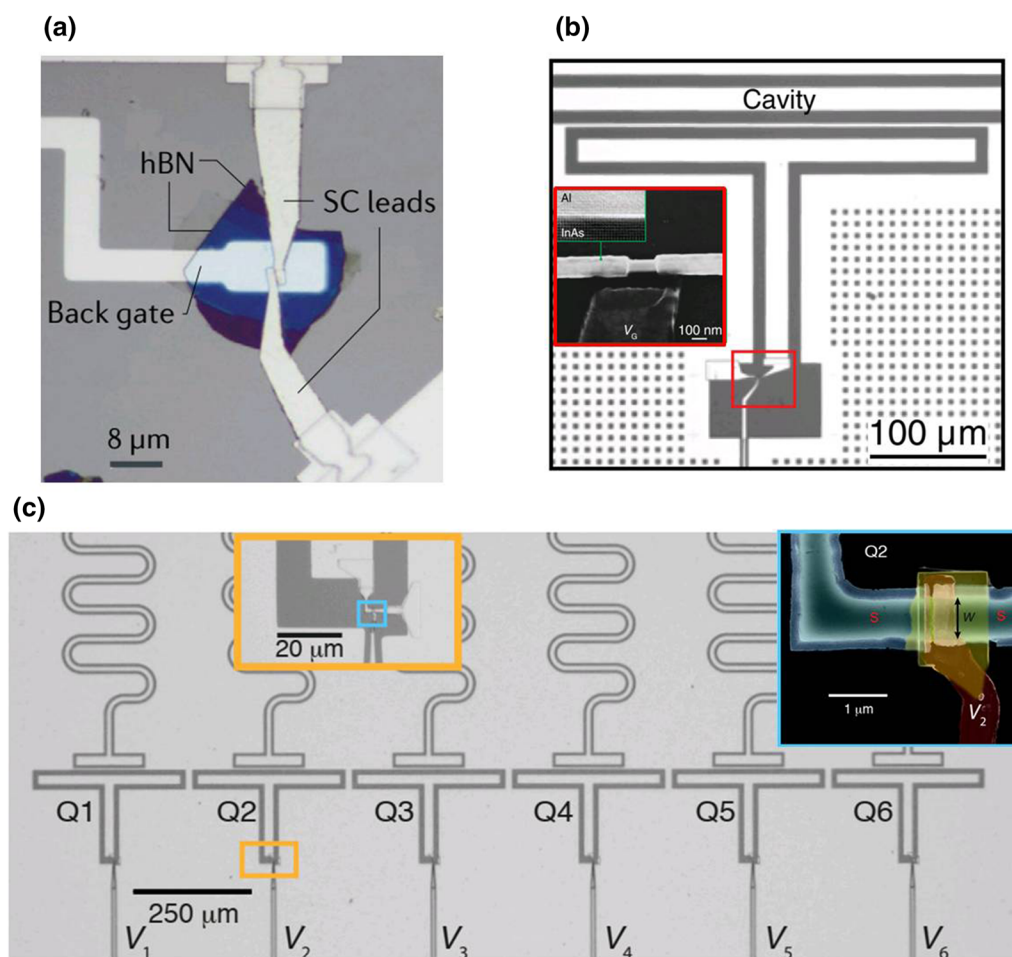 (a)
hBN
SC leads
Back gate
8 μm
(b)
Cavity
Al
InAs
V_G
100 nm
100 μm
(c)
Q2
20 μm
S
W
S
1 μm
V_2
Q1
Q2
Q3
Q4
Q5
Q6
250 μm
V_1
V_2
V_3
V_4
V_5
V_6